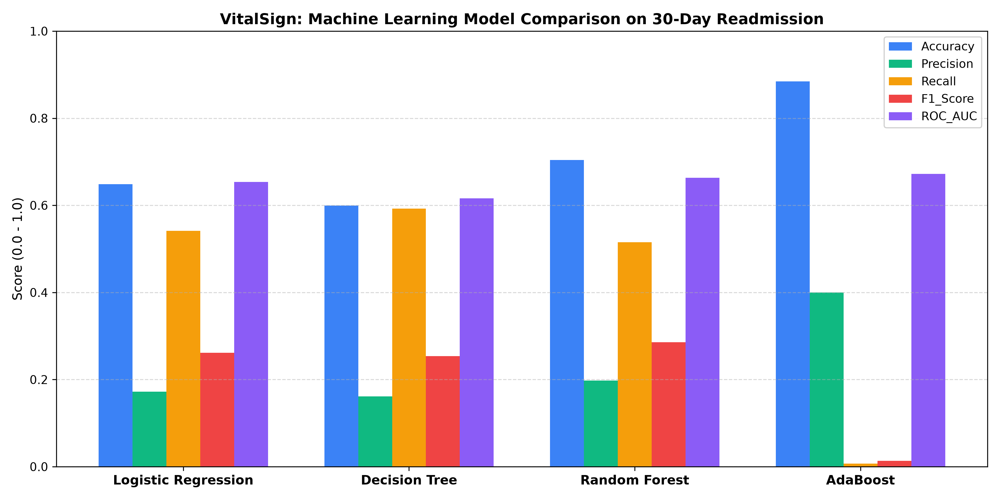 VitalSign: Machine Learning Model Comparison on 30-Day Readmission
1.0
0.8
0.6
0.4
0.2
0.0
Score (0.0 - 1.0)
Accuracy
Precision
Recall
F1_Score
ROC_AUC
Logistic Regression
Decision Tree
Random Forest
AdaBoost